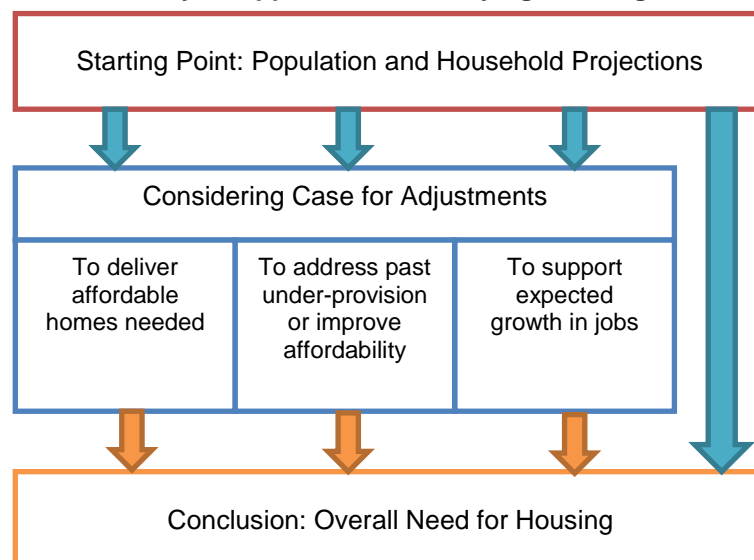 Starting Point: Population and Household Projections
Considering Case for Adjustments
To deliver
affordable
homes needed
To address past
under-provision
or improve
affordability
To support
expected
growth in jobs
Conclusion: Overall Need for Housing